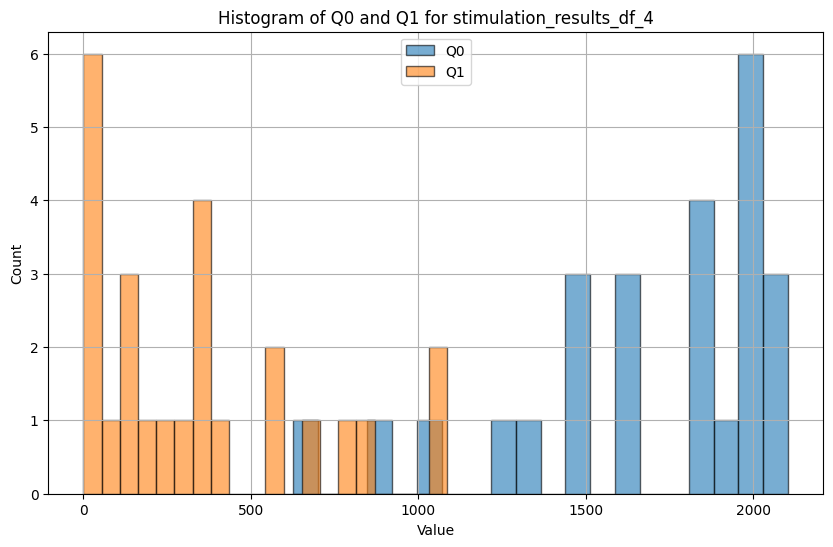 Histogram of Q0 and Q1 for stimulation_results_df_4
Q0
Q1
6
5
4
3
2
1
0
Count
0
500
1000
1500
2000
Value